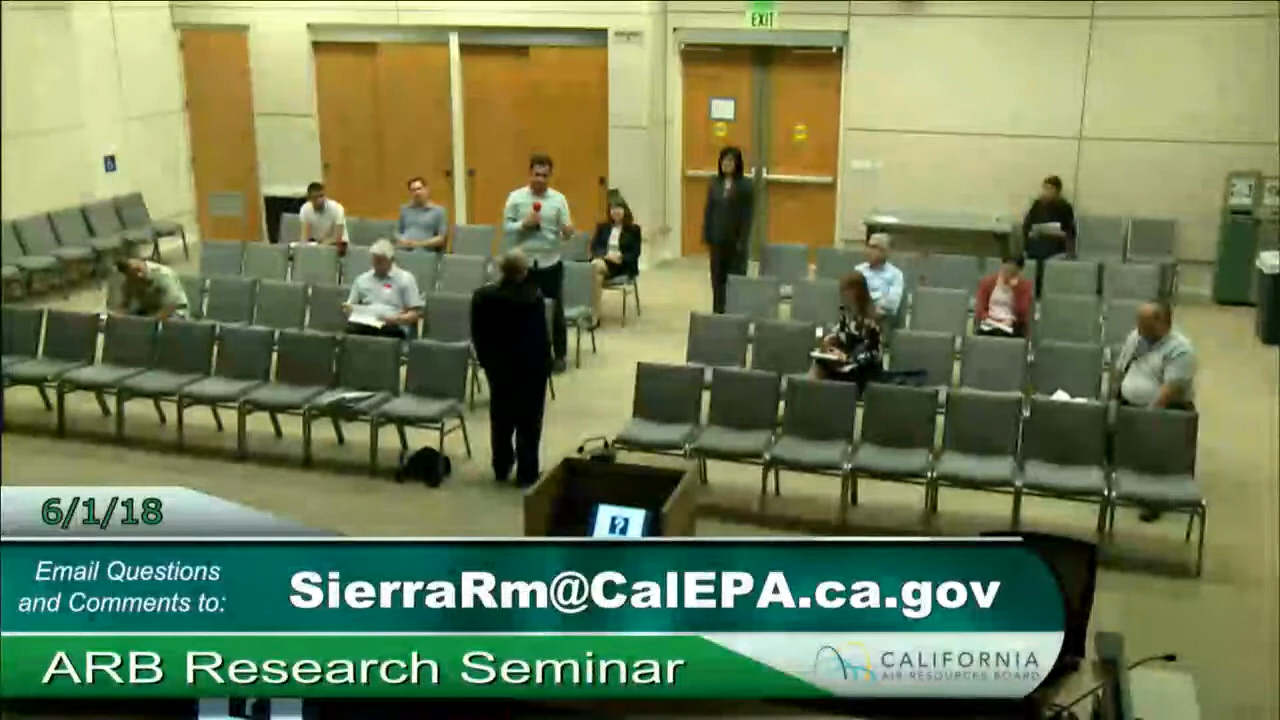 EXIT
6/1/18
Email Questions
and Comments to:
SierraRm@CalEPA.ca.gov
ARB Research Seminar
CALIFORNIA
AIR RESOURCES BOARD